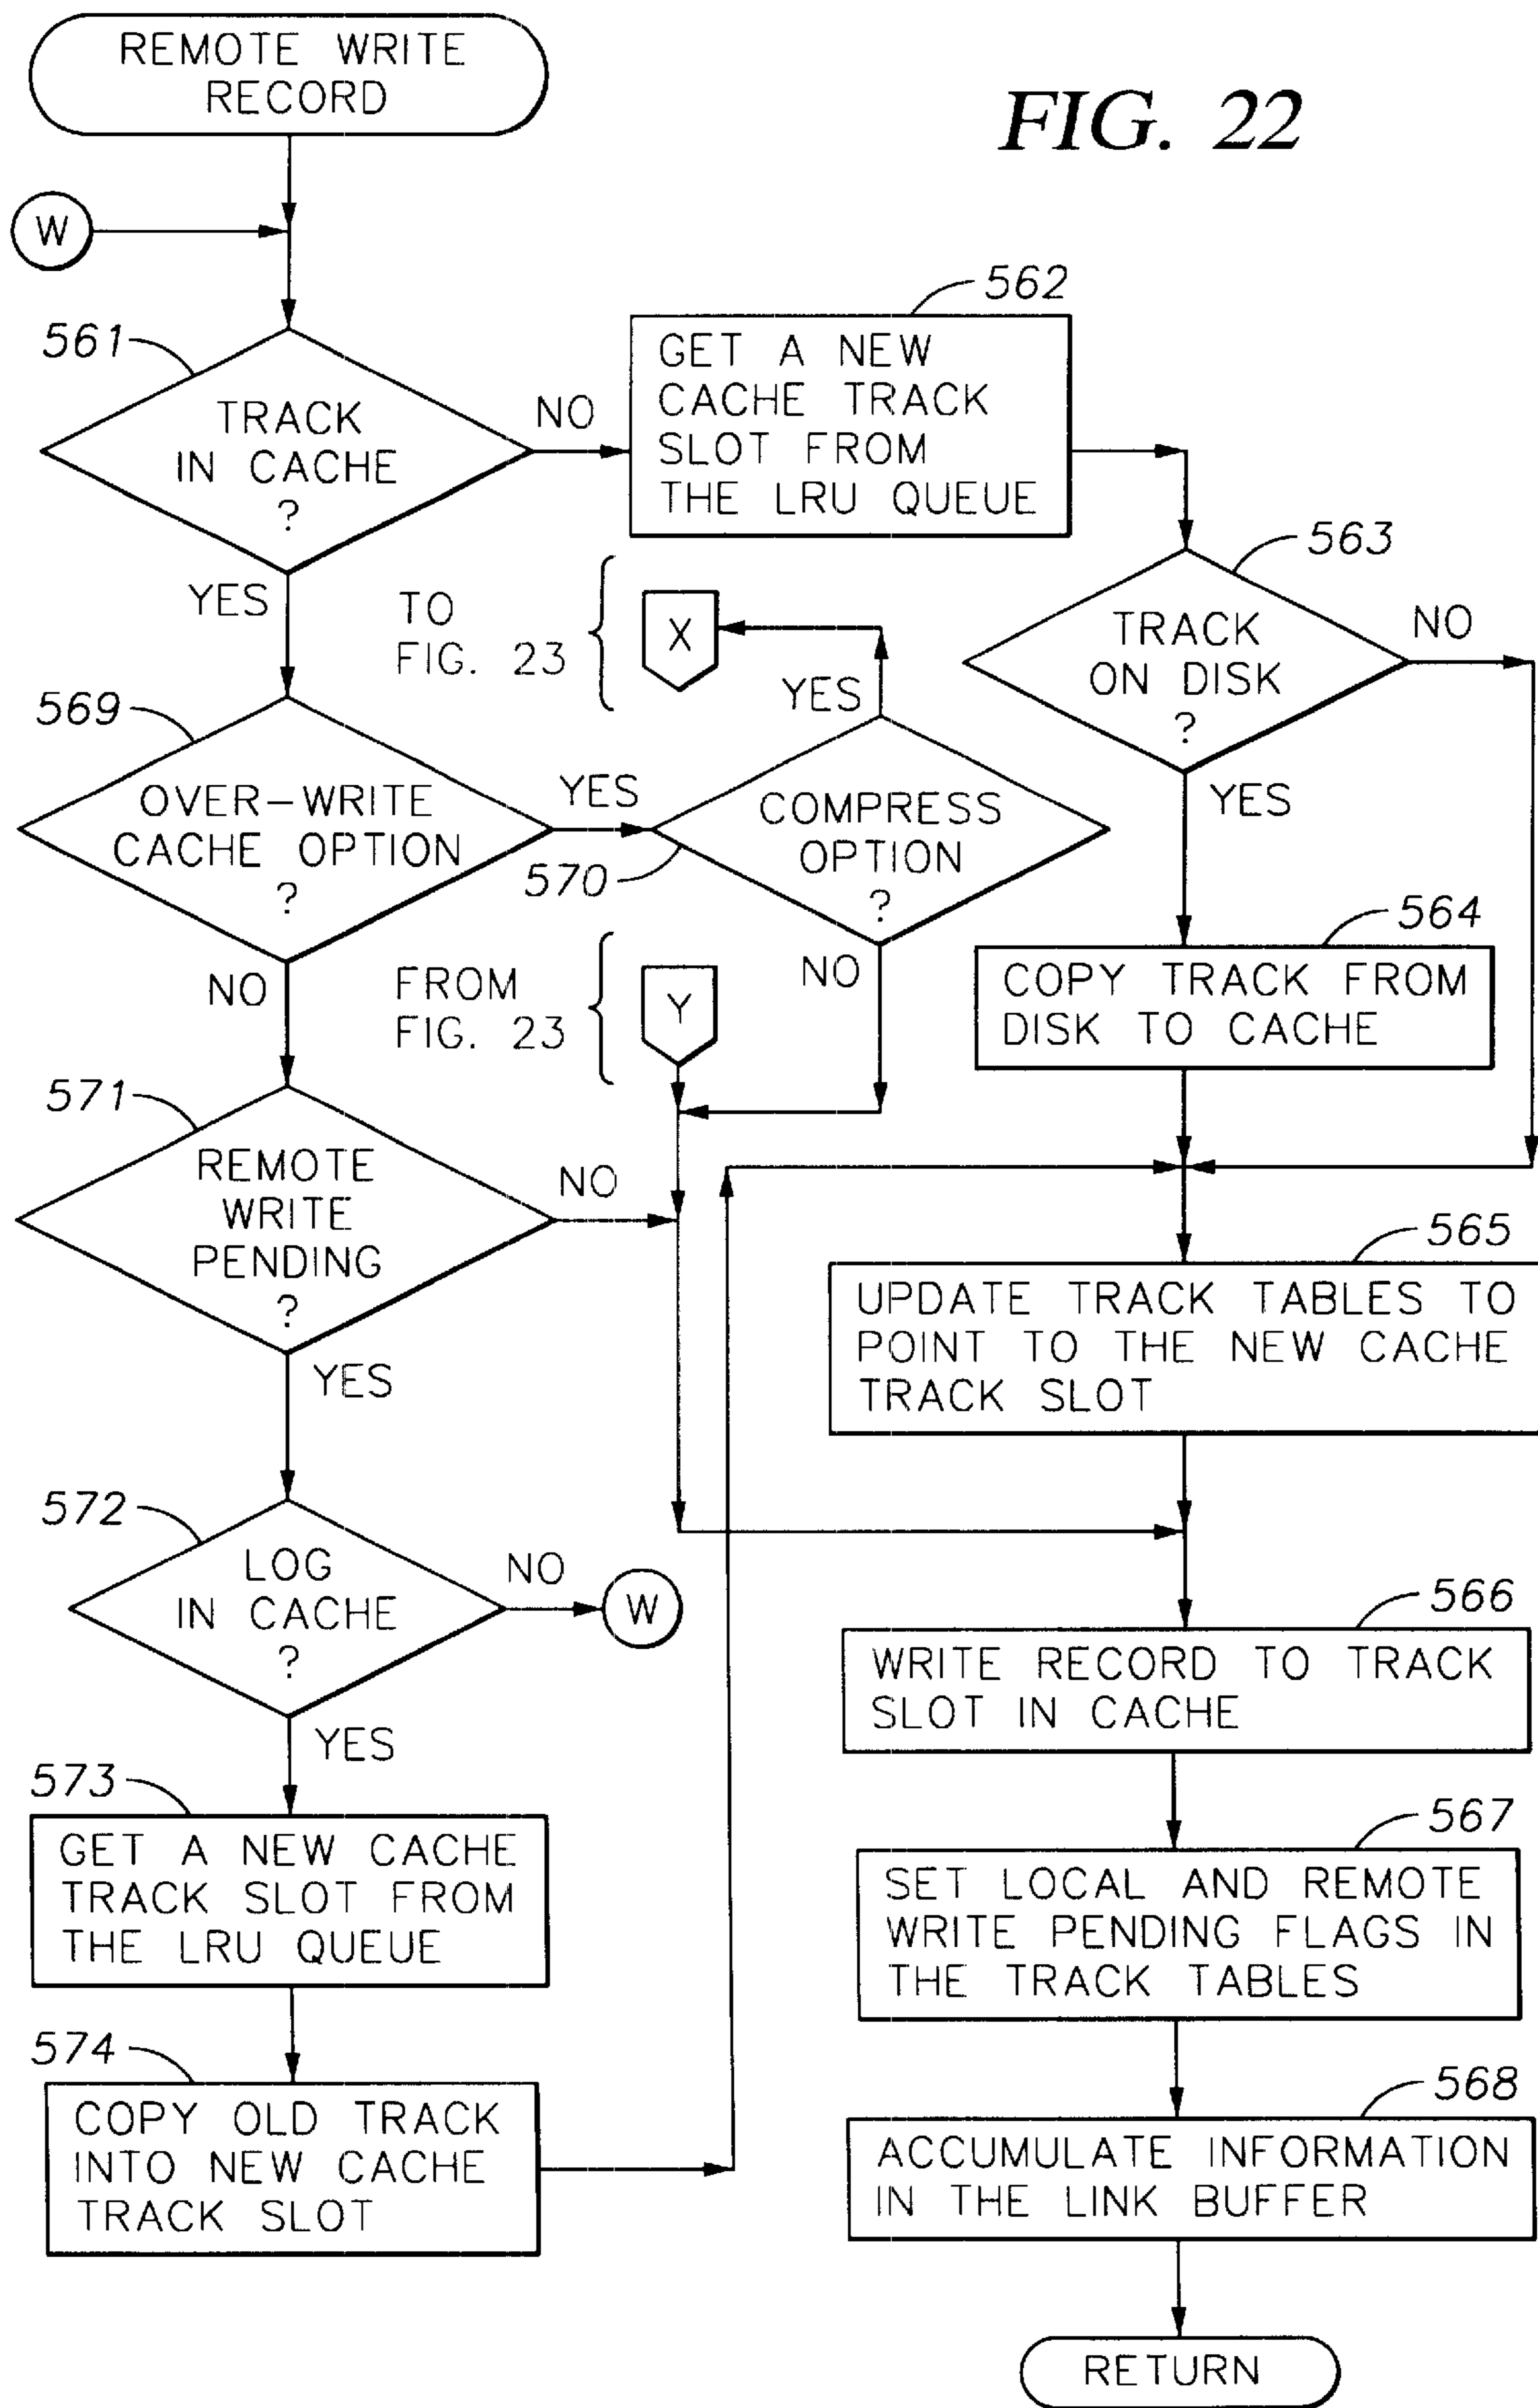 REMOTE WRITE
RECORD
FIG. 22
W
561
TRACK
IN CACHE
?
NO
YES
562
GET A NEW
CACHE TRACK
SLOT FROM
THE LRU QUEUE
563
TRACK
ON DISK
?
NO
YES
TO
FIG. 23
X
YES
569
OVER-WRITE
CACHE OPTION
?
YES
NO
570
COMPRESS
OPTION
?
NO
FROM
FIG. 23
Y
564
COPY TRACK FROM
DISK TO CACHE
571
REMOTE
WRITE
PENDING
?
NO
YES
565
UPDATE TRACK TABLES TO
POINT TO THE NEW CACHE
TRACK SLOT
572
LOG
IN CACHE
?
NO
W
YES
566
WRITE RECORD TO TRACK
SLOT IN CACHE
573
GET A NEW CACHE
TRACK SLOT FROM
THE LRU QUEUE
567
SET LOCAL AND REMOTE
WRITE PENDING FLAGS IN
THE TRACK TABLES
574
COPY OLD TRACK
INTO NEW CACHE
TRACK SLOT
568
ACCUMULATE INFORMATION
IN THE LINK BUFFER
RETURN